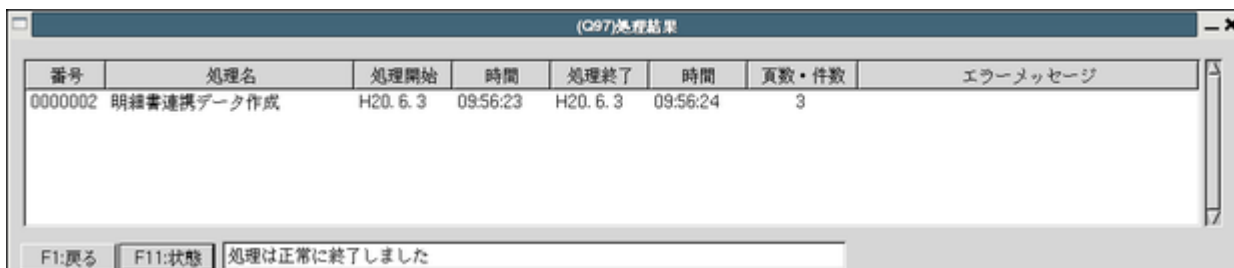 (Q97)処理結果
番号 処理名 処理開始 時間 処理終了 時間 頁数・件数 エラーメッセージ
0000002 明細書連携データ作成 H20. 6. 3 09:56:23 H20. 6. 3 09:56:24 3
F1:戻る F11:状態 処理は正常に終了しました